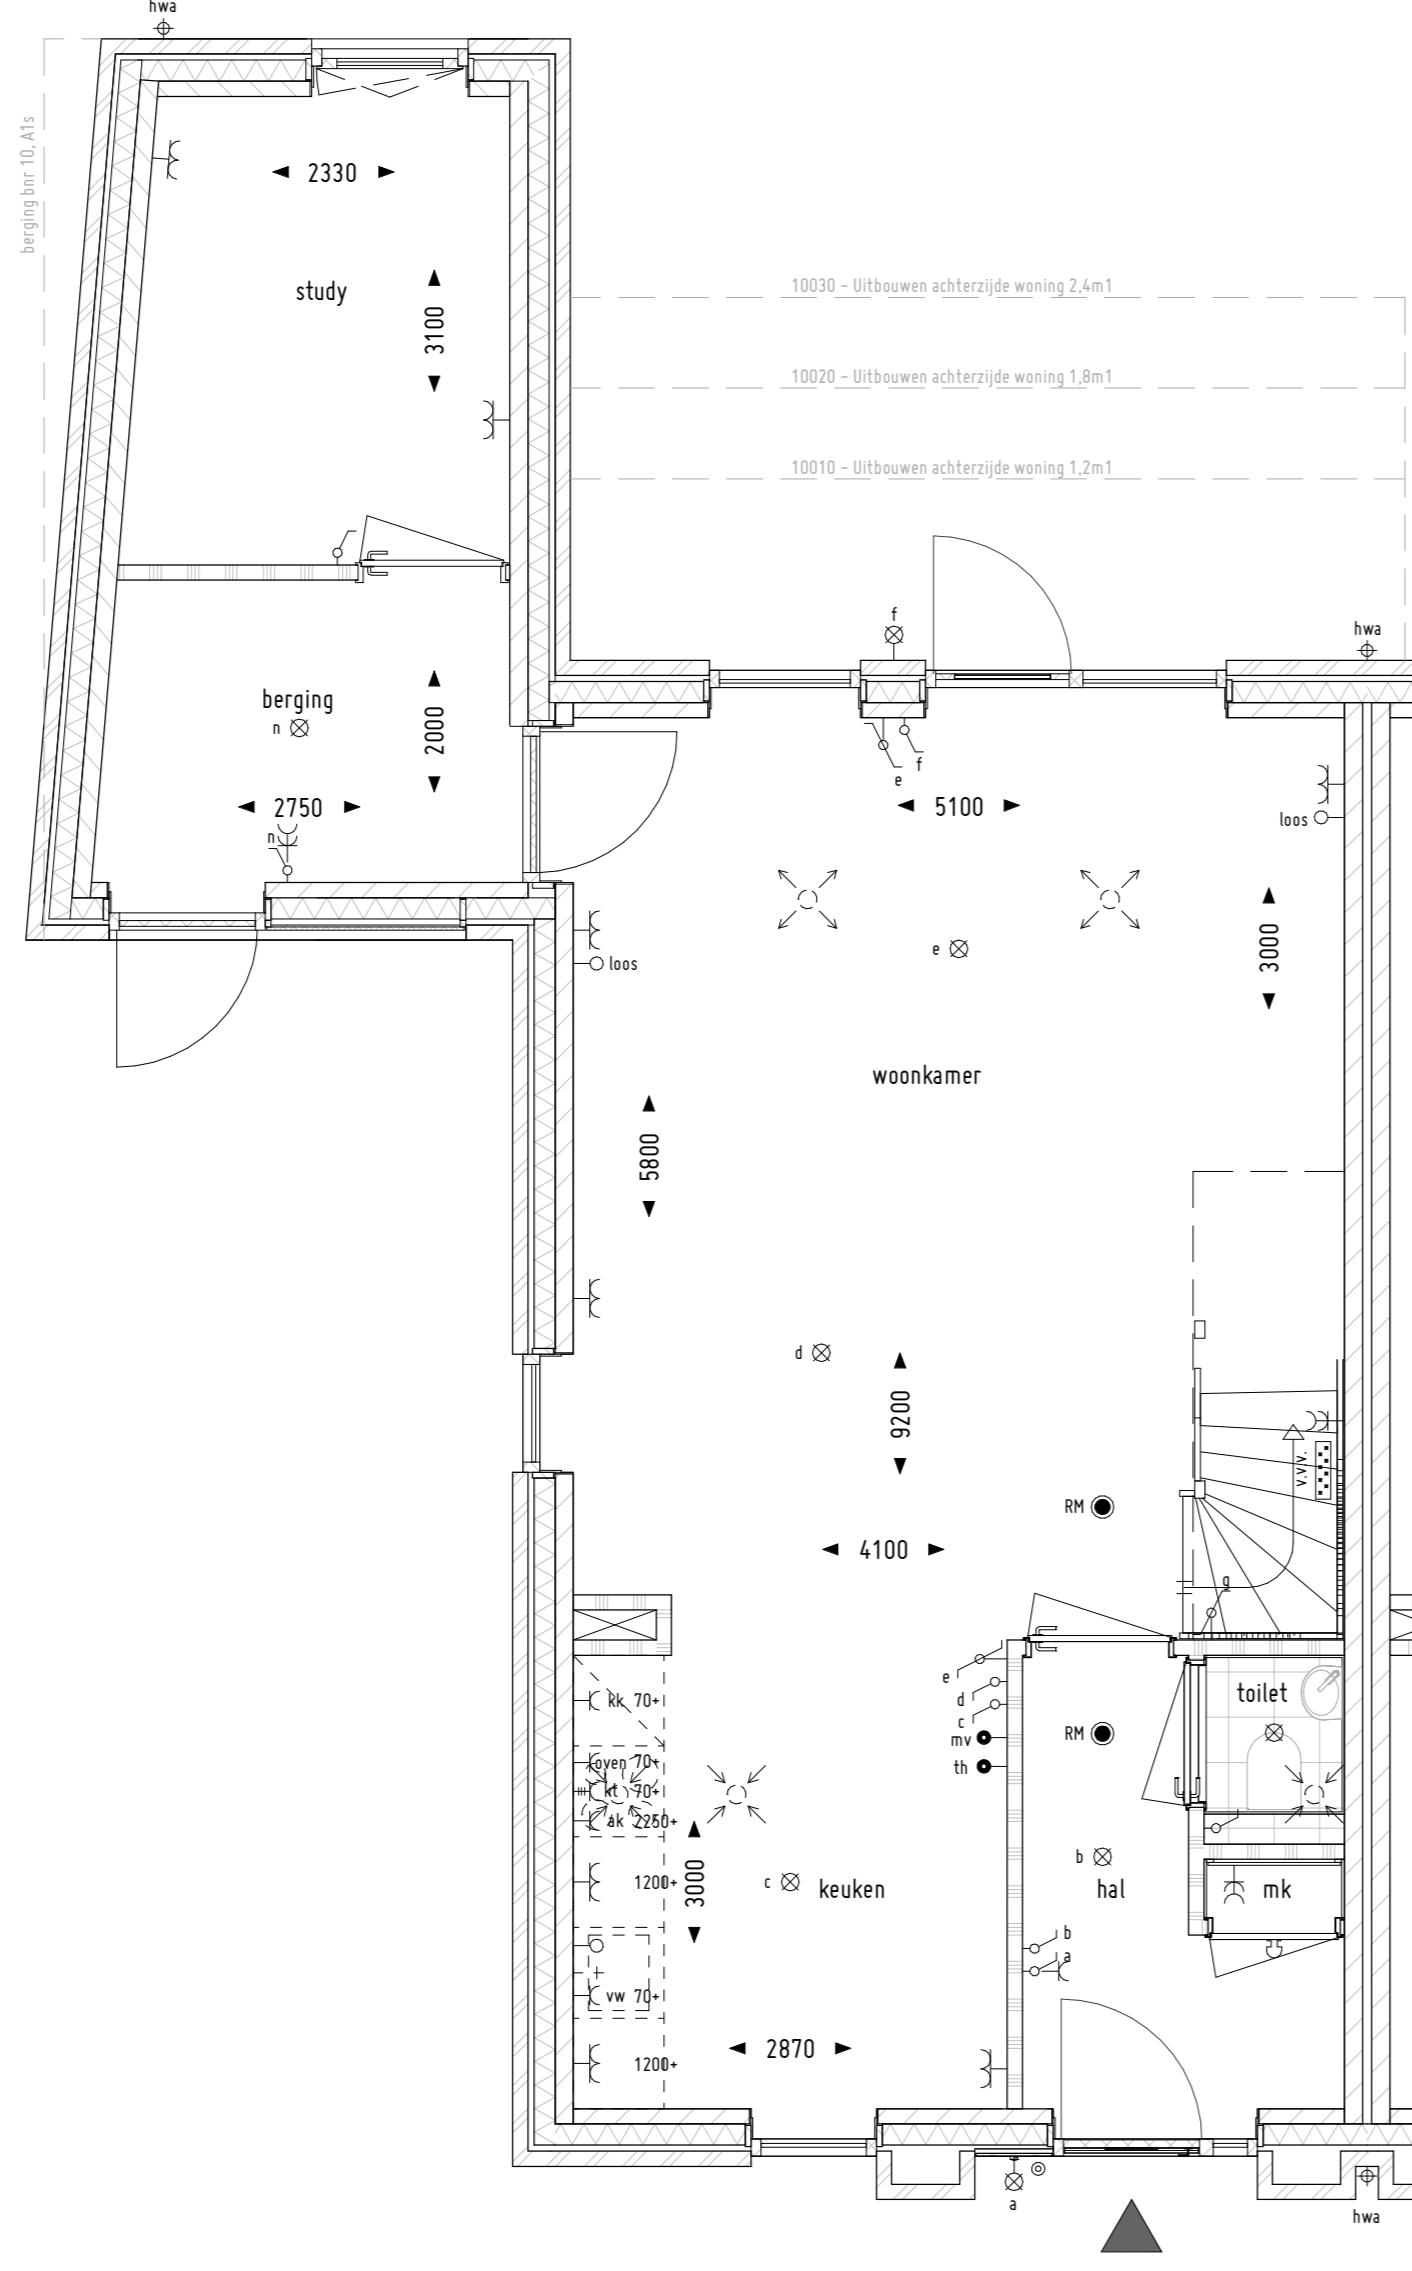 hwa
berging bnr 10, A1s
2330
study
3100
10030 - Uitbouwen achterzijde woning 2,4m1
10020 - Uitbouwen achterzijde woning 1,8m1
10010 - Uitbouwen achterzijde woning 1,2m1
f
hwa
berging
n
2000
2750
n
e
f
5100
loos
loos
e
3000
woonkamer
5800
d
9200
v.v.v.
RM
4100
g
e
d
c
mv
th
RM
toilet
kk 70+
oven 70+
kt 70+
ak 2250+
1200+
3000
c
keuken
b
hal
mk
b
a
vw 70+
2870
1200+
a
hwa